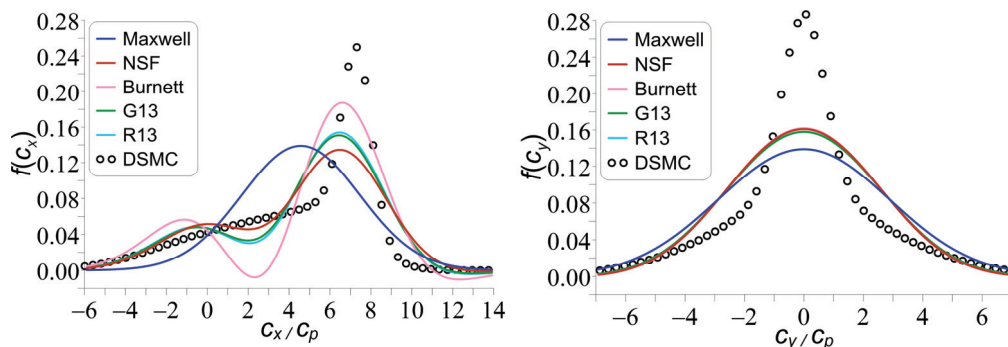 0.28
0.24
0.20
0.16
0.12
0.08
0.04
0.00
f(cx)
Maxwell
NSF
Burnett
G13
R13
DSMC
−6 −4 −2 0 2 4 6 8 10 12 14
cx/cp
0.28
0.24
0.20
0.16
0.12
0.08
0.04
0.00
f(cy)
Maxwell
NSF
Burnett
G13
R13
DSMC
−6 −4 −2 0 2 4 6
cy/cp